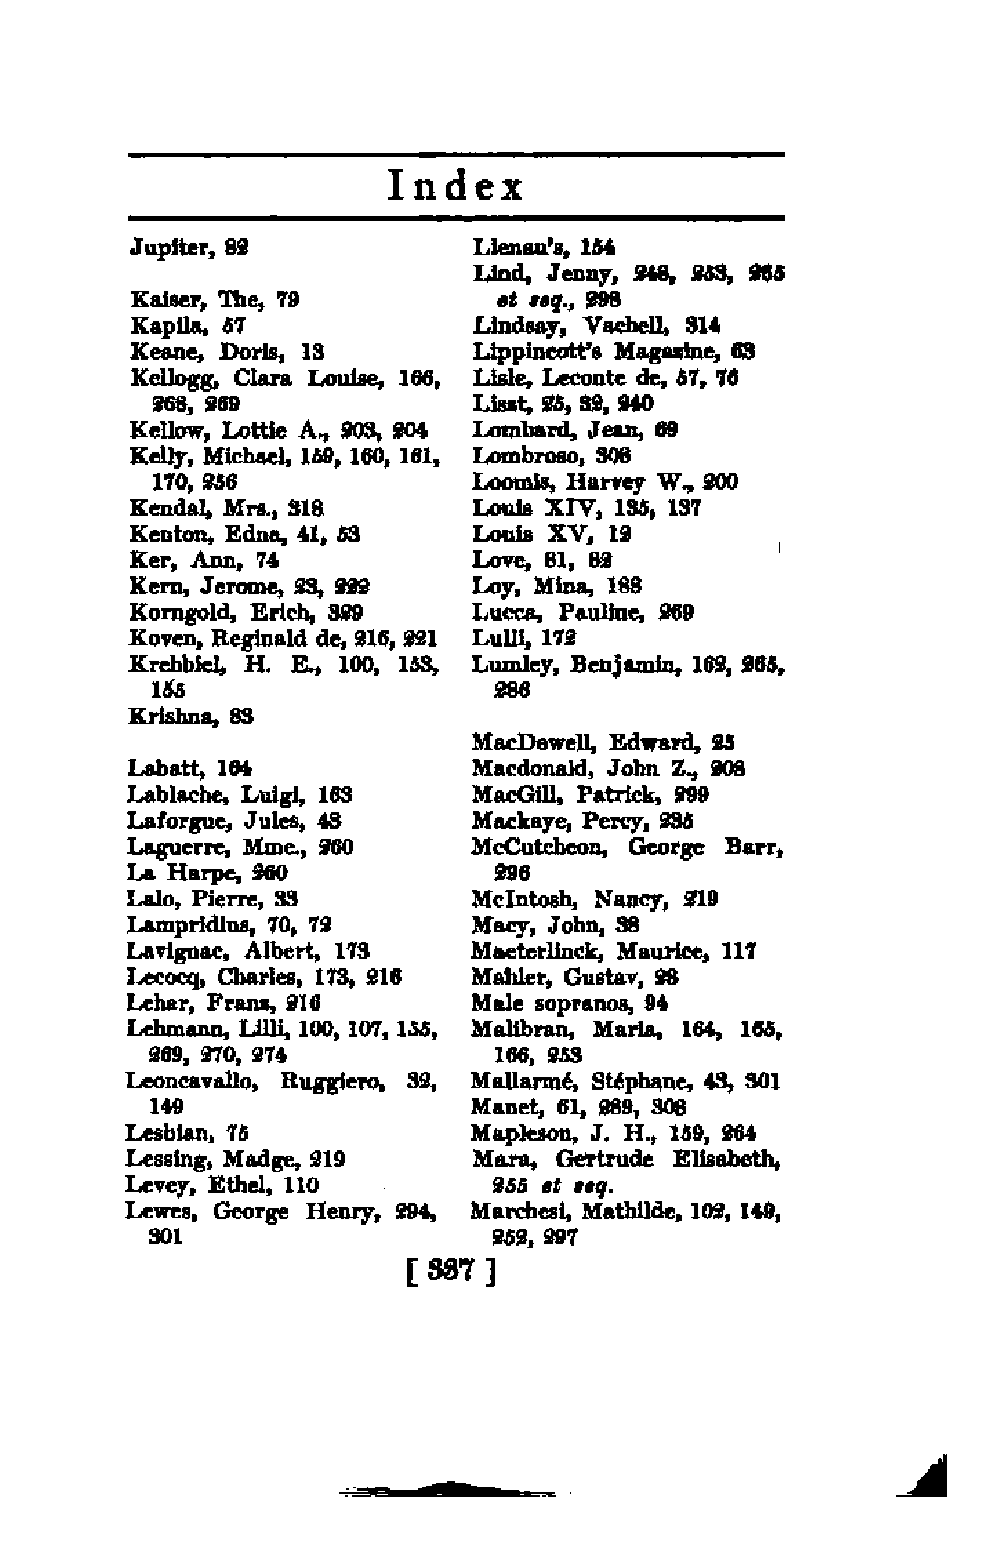 Index
Jupiter, 82
Kaiser, The, 79
Kapila, 57
Keane, Doris, 13
Kellogg, Clara Louise, 166,
268, 269
Kellow, Lottie A., 203, 204
Kelly, Michael, 159, 160, 161,
170, 256
Kendal, Mrs., 318
Kenton, Edna, 41, 53
Ker, Ann, 74
Kern, Jerome, 23, 222
Korngold, Erich, 329
Koven, Reginald de, 216, 221
Krehbiel, H. E., 100, 153,
155
Krishna, 83
Labatt, 164
Lablache, Luigi, 163
Laforgue, Jules, 43
Laguerre, Mme., 260
La Harpe, 260
Lalo, Pierre, 33
Lampridius, 70, 72
Lavignac, Albert, 173
Lecocq, Charles, 173, 216
Lehar, Franz, 216
Lehmann, Lilli, 100, 107, 155,
269, 270, 274
Leoncavallo, Ruggiero, 32,
149
Lesbian, 75
Lessing, Madge, 219
Levey, Ethel, 110
Lewes, George Henry, 294,
301
Lienau's, 154
Lind, Jenny, 248, 253, 265
et seq., 298
Lindsay, Vachell, 314
Lippincott's Magazine, 63
Lisle, Leconte de, 57, 76
Liszt, 25, 32, 240
Lombard, Jean, 69
Lombroso, 308
Loomis, Harvey W., 200
Louis XIV, 135, 137
Louis XV, 12
Love, 81, 82
Loy, Mina, 188
Lucca, Pauline, 269
Lulli, 172
Lumley, Benjamin, 162, 265,
286
MacDowell, Edward, 25
Macdonald, John Z., 208
MacGill, Patrick, 299
Mackaye, Percy, 235
McCutcheon, George Barr,
296
McIntosh, Nancy, 219
Macy, John, 38
Maeterlinck, Maurice, 117
Mahler, Gustav, 28
Male sopranos, 94
Malibran, Maria, 164, 165,
166, 253
Mallarmé, Stéphane, 43, 301
Manet, 61, 289, 308
Mapleson, J. H., 159, 264
Mara, Gertrude Elisabeth,
255 et seq.
Marchesi, Mathilde, 102, 149,
252, 297
[ 337 ]